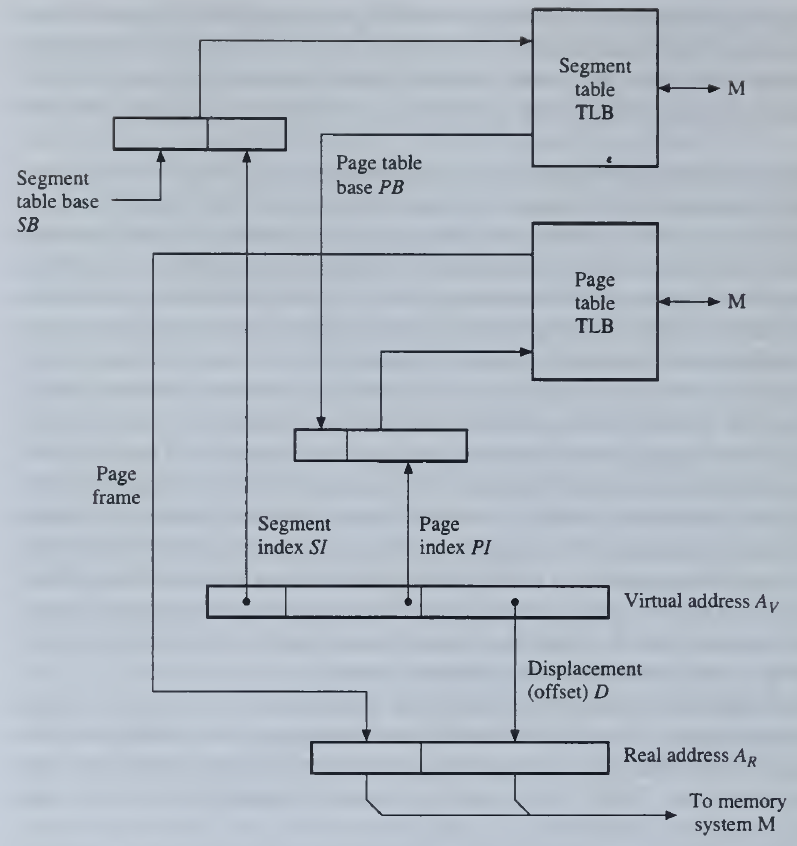 Segment
table
TLB
M
Segment
table base
SB
Page table
base PB
Page
table
TLB
M
Page
frame
Segment
index SI
Page
index PI
Virtual address A_V
Displacement
(offset) D
Real address A_R
To memory
system M